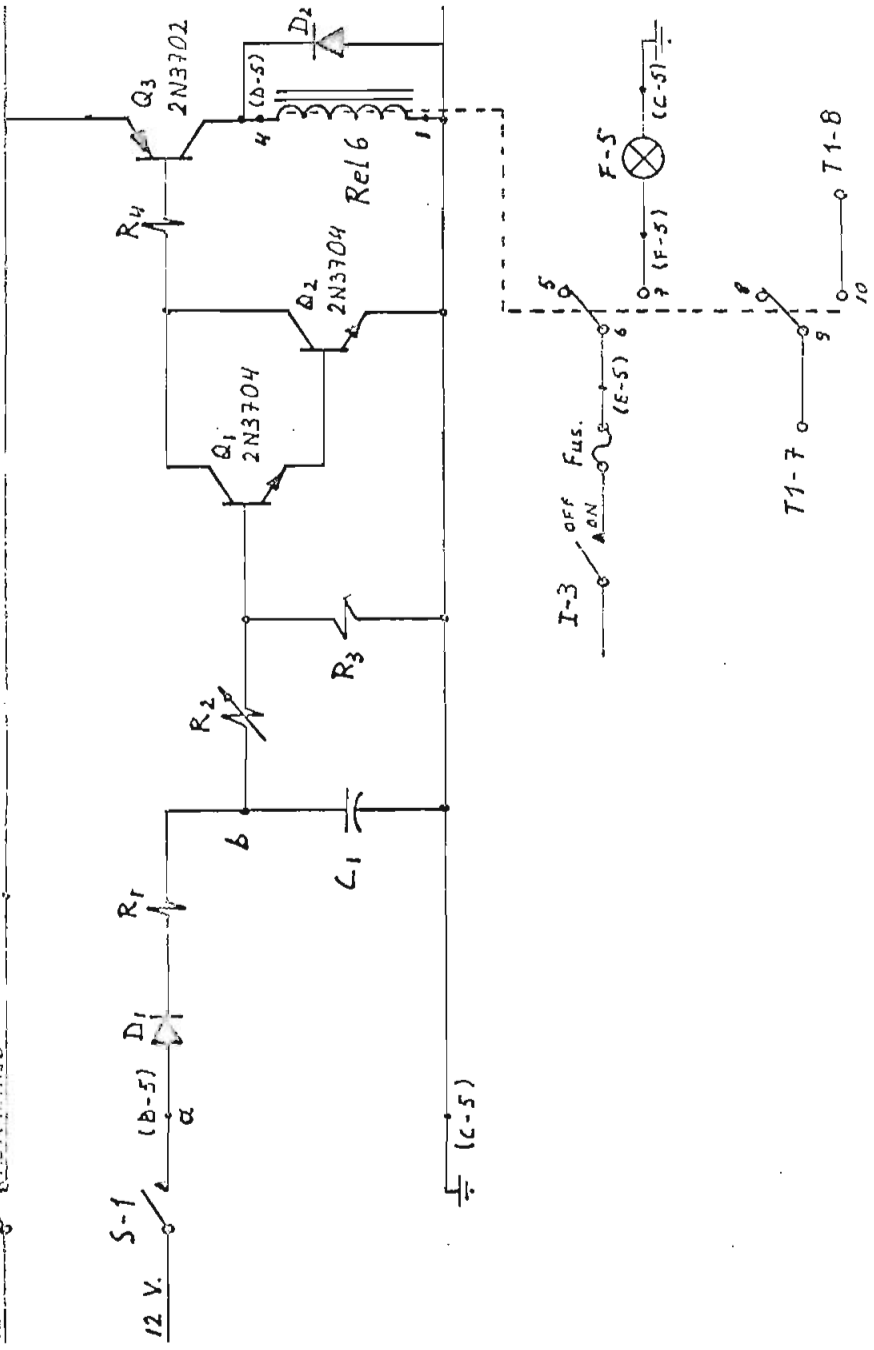 D2
Q3
2N3702
(D-5)
4
Rel6
1
R4
Q2
2N3704
Q1
2N3704
R2
R3
b
C1
R1
D1
(B-5)
a
S-1
12 V.
(C-5)
F-5
(C-5)
(F-5)
7
5
6
(E-5)
Fus.
OFF
ON
I-3
8
9
10
T1-8
T1-7